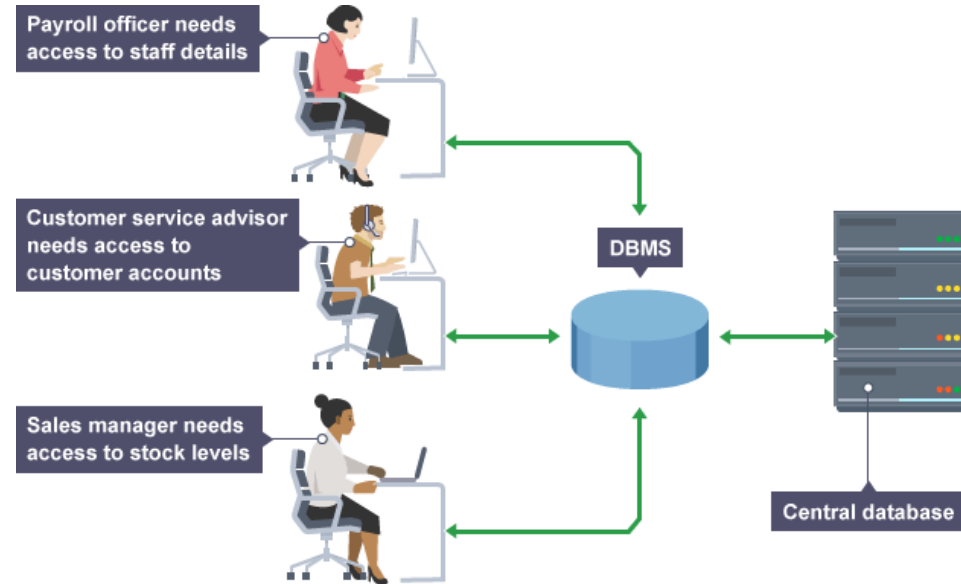 Payroll officer needs
access to staff details
Customer service advisor
needs access to
customer accounts
DBMS
Sales manager needs
access to stock levels
Central database